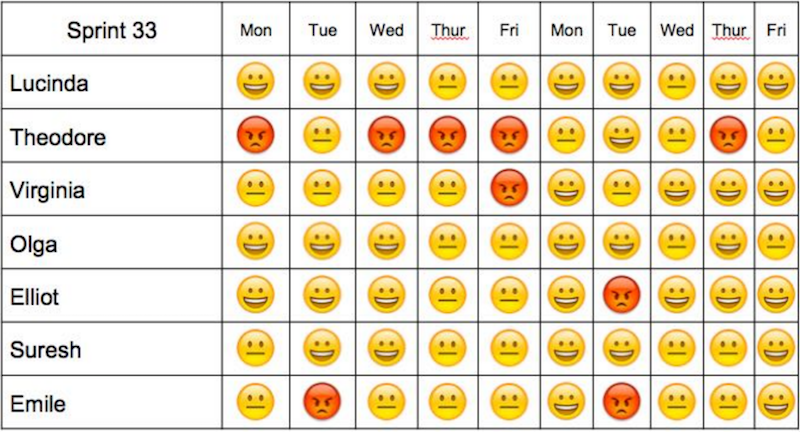 Sprint 33 Mon Tue Wed Thur Fri Mon Tue Wed Thur Fri
Lucinda
Theodore
Virginia
Olga
Elliot
Suresh
Emile